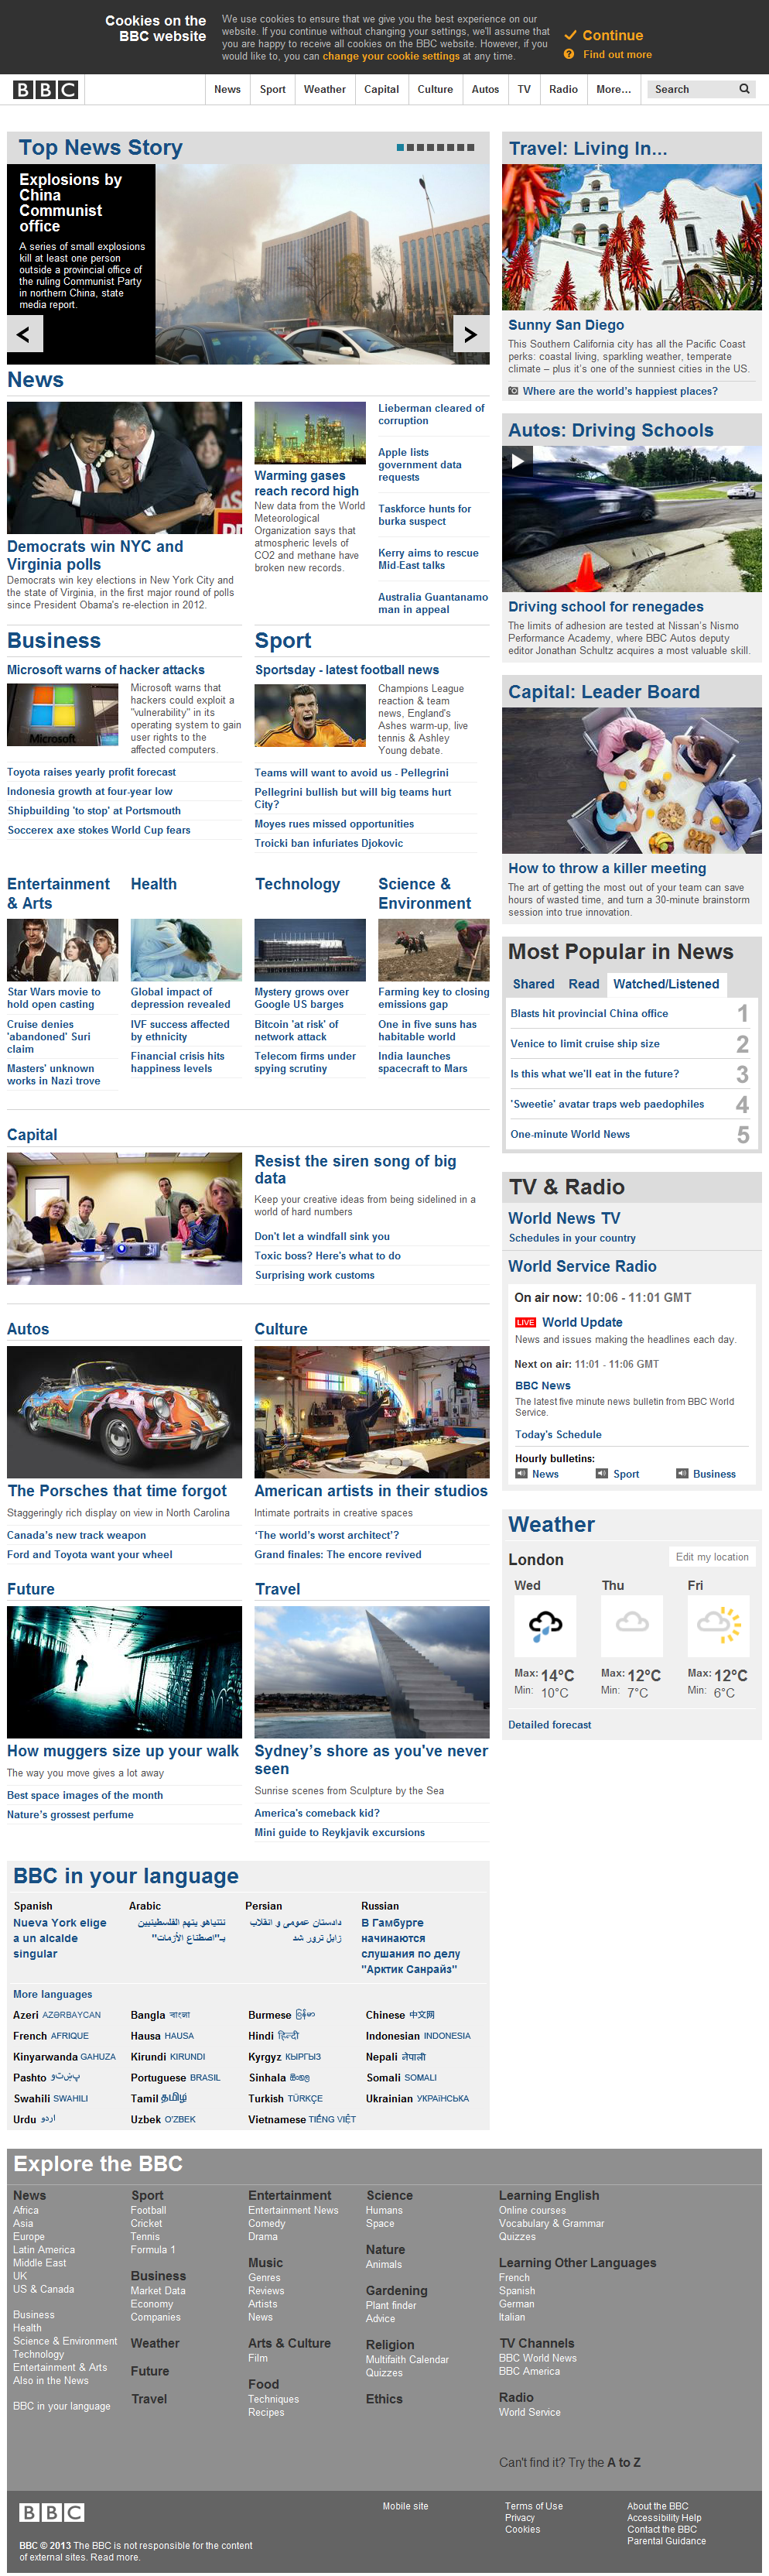 Cookies on the
BBC website
We use cookies to ensure that we give you the best experience on our
website. If you continue without changing your settings, we'll assume that
you are happy to receive all cookies on the BBC website. However, if you
would like to, you can change your cookie settings at any time.
Continue
Find out more
BBC
News
Sport
Weather
Capital
Culture
Autos
TV
Radio
More...
Search
Top News Story
Explosions by
China
Communist
office
A series of small explosions
kill at least one person
outside a provincial office of
the ruling Communist Party
in northern China, state
media report.
News
Democrats win NYC and
Virginia polls
Democrats win key elections in New York City and
the state of Virginia, in the first major round of polls
since President Obama's re-election in 2012.
Warming gases
reach record high
New data from the World
Meteorological
Organization says that
atmospheric levels of
CO2 and methane have
broken new records.
Lieberman cleared of
corruption
Apple lists
government data
requests
Taskforce hunts for
burka suspect
Kerry aims to rescue
Mid-East talks
Australia Guantanamo
man in appeal
Business
Microsoft warns of hacker attacks
Microsoft
Microsoft warns that
hackers could exploit a
"vulnerability" in its
operating system to gain
user rights to the
affected computers.
Toyota raises yearly profit forecast
Indonesia growth at four-year low
Shipbuilding 'to stop' at Portsmouth
Soccerex axe stokes World Cup fears
Sport
Sportsday - latest football news
Champions League
reaction & team
news, England's
Ashes warm-up, live
tennis & Ashley
Young debate.
Teams will want to avoid us - Pellegrini
Pellegrini bullish but will big teams hurt
City?
Moyes rues missed opportunities
Troicki ban infuriates Djokovic
Entertainment
& Arts
Star Wars movie to
hold open casting
Cruise denies
'abandoned' Suri
claim
Masters' unknown
works in Nazi trove
Health
Global impact of
depression revealed
IVF success affected
by ethnicity
Financial crisis hits
happiness levels
Technology
Mystery grows over
Google US barges
Bitcoin 'at risk' of
network attack
Telecom firms under
spying scrutiny
Science &
Environment
Farming key to closing
emissions gap
One in five suns has
habitable world
India launches
spacecraft to Mars
Capital
Resist the siren song of big
data
Keep your creative ideas from being sidelined in a
world of hard numbers
Don't let a windfall sink you
Toxic boss? Here's what to do
Surprising work customs
Autos
The Porsches that time forgot
Staggeringly rich display on view in North Carolina
Canada's new track weapon
Ford and Toyota want your wheel
Culture
American artists in their studios
Intimate portraits in creative spaces
‘The world's worst architect’?
Grand finales: The encore revived
Future
How muggers size up your walk
The way you move gives a lot away
Best space images of the month
Nature's grossest perfume
Travel
Sydney's shore as you've never
seen
Sunrise scenes from Sculpture by the Sea
America's comeback kid?
Mini guide to Reykjavik excursions
Travel: Living In...
Sunny San Diego
This Southern California city has all the Pacific Coast
perks: coastal living, sparkling weather, temperate
climate – plus it's one of the sunniest cities in the US.
Where are the world's happiest places?
Autos: Driving Schools
Driving school for renegades
The limits of adhesion are tested at Nissan's Nismo
Performance Academy, where BBC Autos deputy
editor Jonathan Schultz acquires a most valuable skill.
Capital: Leader Board
How to throw a killer meeting
The art of getting the most out of your team can save
hours of wasted time, and turn a 30-minute brainstorm
session into true innovation.
Most Popular in News
Shared Read Watched/Listened
Blasts hit provincial China office 1
Venice to limit cruise ship size 2
Is this what we'll eat in the future? 3
'Sweetie' avatar traps web paedophiles 4
One-minute World News 5
TV & Radio
World News TV
Schedules in your country
World Service Radio
On air now: 10:06 - 11:01 GMT
LIVE World Update
News and issues making the headlines each day.
Next on air: 11:01 - 11:06 GMT
BBC News
The latest five minute news bulletin from BBC World
Service.
Today's Schedule
Hourly bulletins:
News Sport Business
Weather
London Edit my location
Wed Thu Fri
Max: 14°C Max: 12°C Max: 12°C
Min: 10°C Min: 7°C Min: 6°C
Detailed forecast
BBC in your language
Spanish
Nueva York elige
a un alcalde
singular
Arabic
نتنياهو يتهم الفلسطينيين
بـ"اصطناع الأزمات"
Persian
دادستان عمومی و انقلاب
زابل ترور شد
Russian
В Гамбурге
начинаются
слушания по делу
"Арктик Санрайз"
More languages
Azeri AZƏRBAYCAN Bangla বাংলা Burmese မြန်မာ Chinese 中文网
French AFRIQUE Hausa HAUSA Hindi हिन्दी Indonesian INDONESIA
Kinyarwanda GAHUZA Kirundi KIRUNDI Kyrgyz КЫРГЫЗ Nepali नेपाली
Pashto پښتو Portuguese BRASIL Sinhala සිංහල Somali SOMALI
Swahili SWAHILI Tamil தமிழ் Turkish TÜRKÇE Ukrainian УКРАЇНСЬКА
Urdu اردو Uzbek O'ZBEK Vietnamese TIẾNG VIỆT
Explore the BBC
News
Africa
Asia
Europe
Latin America
Middle East
UK
US & Canada
Business
Health
Science & Environment
Technology
Entertainment & Arts
Also in the News
BBC in your language
Sport
Football
Cricket
Tennis
Formula 1
Business
Market Data
Economy
Companies
Weather
Future
Travel
Entertainment
Entertainment News
Comedy
Drama
Music
Genres
Reviews
Artists
News
Arts & Culture
Film
Food
Techniques
Recipes
Science
Humans
Space
Nature
Animals
Gardening
Plant finder
Advice
Religion
Multifaith Calendar
Quizzes
Ethics
Learning English
Online courses
Vocabulary & Grammar
Quizzes
Learning Other Languages
French
Spanish
German
Italian
TV Channels
BBC World News
BBC America
Radio
World Service
Can't find it? Try the A to Z
BBC
BBC © 2013 The BBC is not responsible for the content
of external sites. Read more.
Mobile site
Terms of Use
Privacy
Cookies
About the BBC
Accessibility Help
Contact the BBC
Parental Guidance